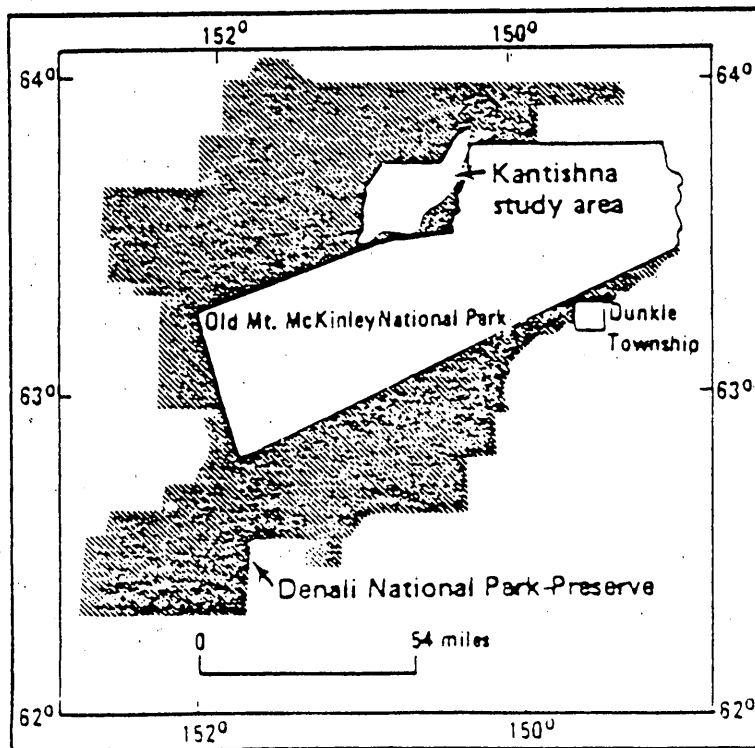 152° 150°
64° 64°
Kantishna
study area
Old Mt. McKinley National Park
Dunkle
Township
63° 63°
Denali National Park-Preserve
0 54 miles
62° 62°
152° 150°